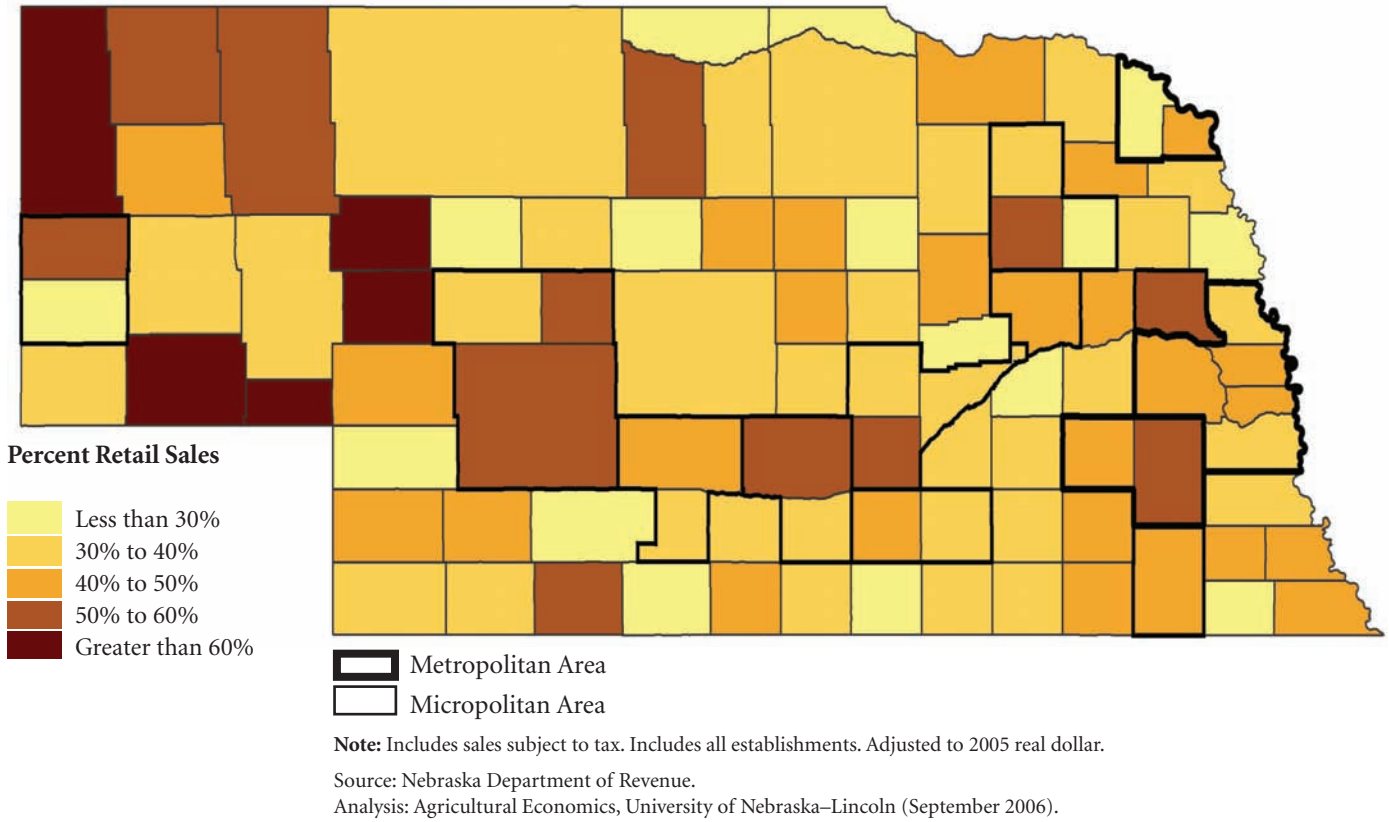 Percent Retail Sales
Less than 30%
30% to 40%
40% to 50%
50% to 60%
Greater than 60%
Metropolitan Area
Micropolitan Area
Note: Includes sales subject to tax. Includes all establishments. Adjusted to 2005 real dollar.
Source: Nebraska Department of Revenue.
Analysis: Agricultural Economics, University of Nebraska–Lincoln (September 2006).